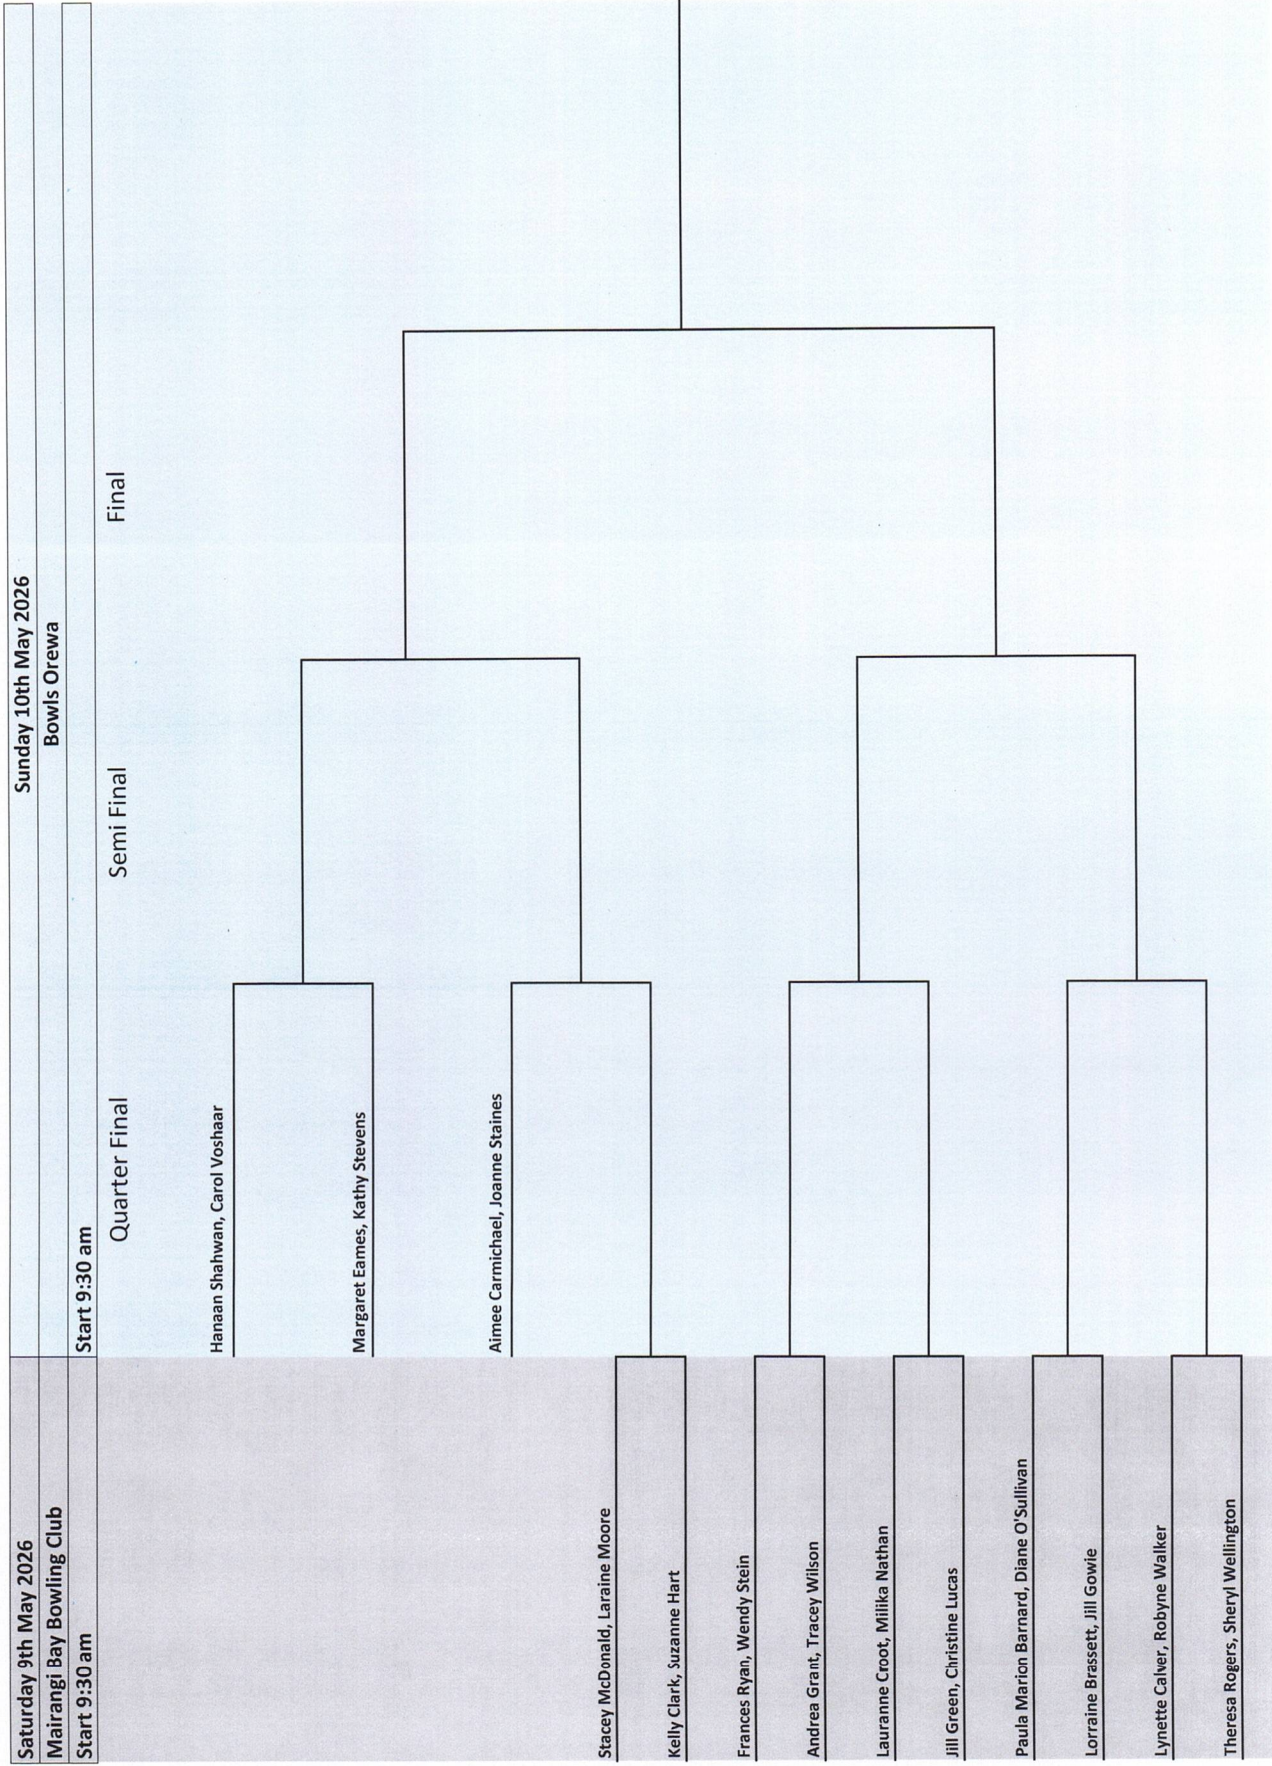 Saturday 9th May 2026
Sunday 10th May 2026
Mairangi Bay Bowling Club
Bowls Orewa
Start 9:30 am
Start 9:30 am
Quarter Final
Semi Final
Final
Hanaan Shahwan, Carol Voshaar
Margaret Eames, Kathy Stevens
Aimee Carmichael, Joanne Staines
Stacey McDonald, Laraine Moore
Kelly Clark, Suzanne Hart
Frances Ryan, Wendy Stein
Andrea Grant, Tracey Wilson
Lauranne Croot, Milika Nathan
Jill Green, Christine Lucas
Paula Marion Barnard, Diane O'Sullivan
Lorraine Brassett, Jill Gowie
Lynette Calver, Robyne Walker
Theresa Rogers, Sheryl Wellington